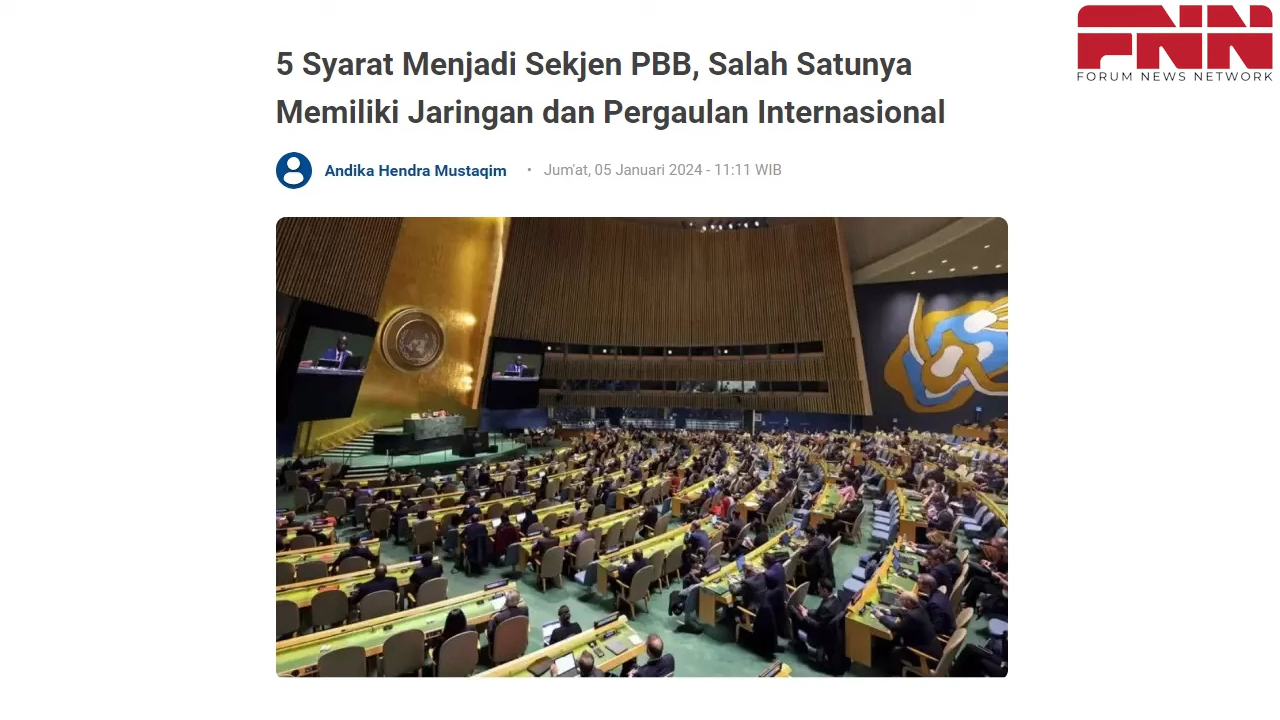 5 Syarat Menjadi Sekjen PBB, Salah Satunya
Memiliki Jaringan dan Pergaulan Internasional
Andika Hendra Mustaqim • Jum'at, 05 Januari 2024 - 11:11 WIB
FNN
FORUM NEWS NETWORK